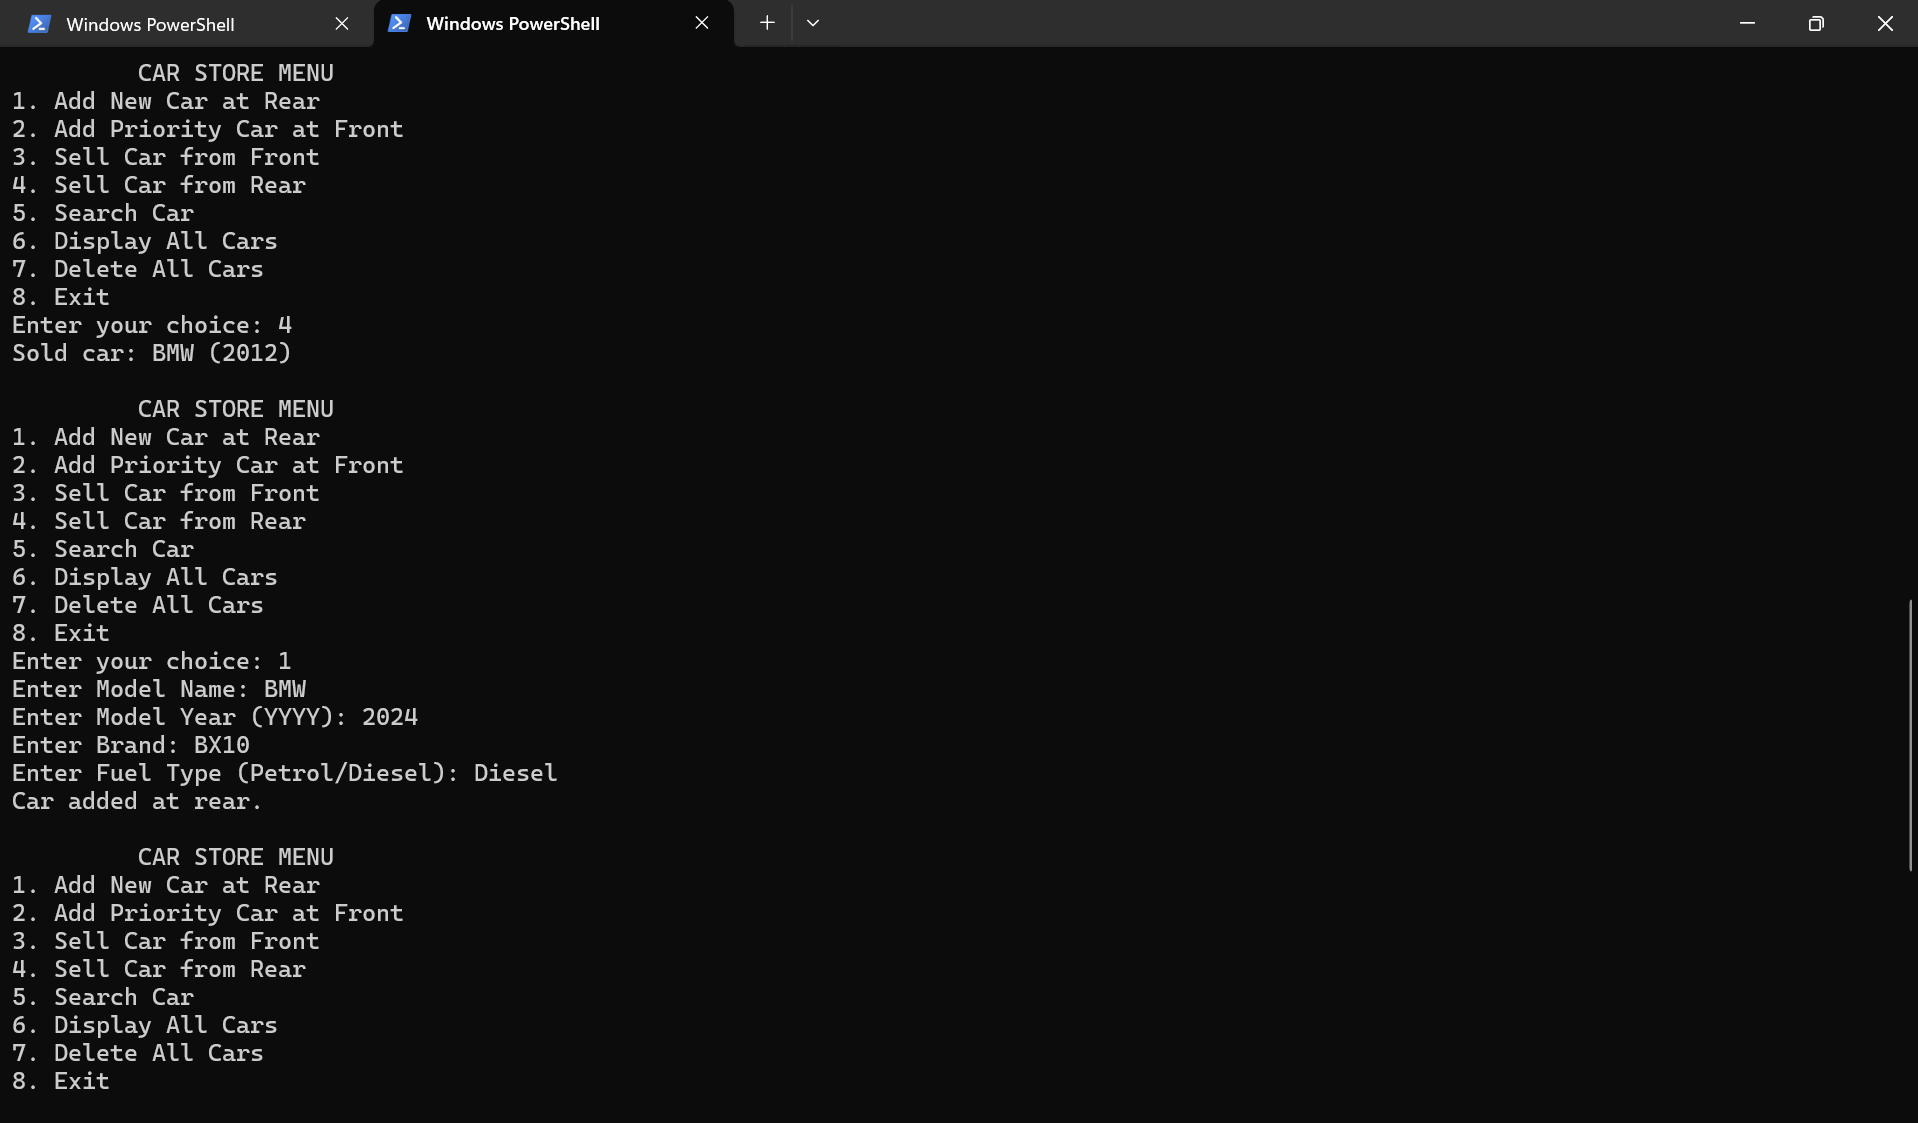 Windows PowerShell
Windows PowerShell
CAR STORE MENU
1. Add New Car at Rear
2. Add Priority Car at Front
3. Sell Car from Front
4. Sell Car from Rear
5. Search Car
6. Display All Cars
7. Delete All Cars
8. Exit
Enter your choice: 4
Sold car: BMW (2012)
CAR STORE MENU
1. Add New Car at Rear
2. Add Priority Car at Front
3. Sell Car from Front
4. Sell Car from Rear
5. Search Car
6. Display All Cars
7. Delete All Cars
8. Exit
Enter your choice: 1
Enter Model Name: BMW
Enter Model Year (YYYY): 2024
Enter Brand: BX10
Enter Fuel Type (Petrol/Diesel): Diesel
Car added at rear.
CAR STORE MENU
1. Add New Car at Rear
2. Add Priority Car at Front
3. Sell Car from Front
4. Sell Car from Rear
5. Search Car
6. Display All Cars
7. Delete All Cars
8. Exit